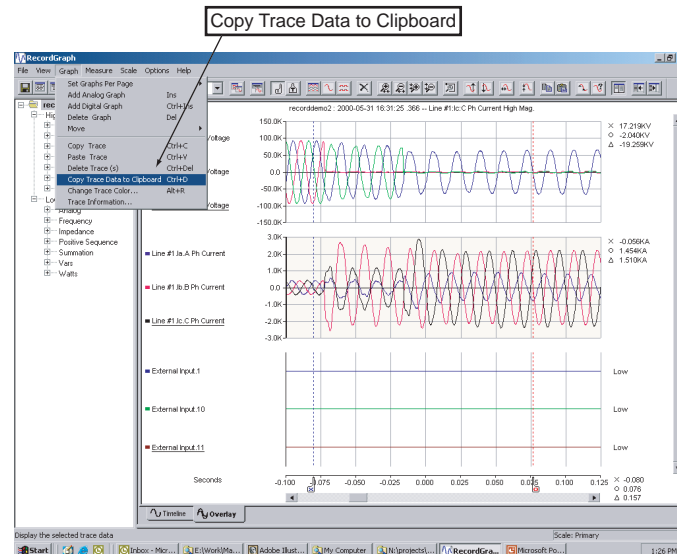 Copy Trace Data to Clipboard
RecordGraph
File View Graph Measure Scale Options Help
Set Graphs Per Page
Add Analog Graph Ins
Add Digital Graph Ctrl+Ins
Delete Graph Del
Move
Copy Trace Ctrl+C
Paste Trace Ctrl+V
Delete Trace (s) Ctrl+Del
Copy Trace Data to Clipboard Ctrl+D
Change Trace Color... Alt+R
Trace Information...
Analog
Frequency
Impedance
Positive Sequence
Summation
Vars
Watts
recorddemo2 : 2000-05-31 16:31:25 .366 -- Line #1:Ic:C Ph Current High Mag.
150.0K
100.0K
50.0K
0.0
-50.0K
-100.0K
-150.0K
× 17.219KV
O -2.040KV
Δ -19.259KV
Voltage
3.0K
2.0K
1.0K
0.0
-1.0K
-2.0K
-3.0K
× -0.056KA
O 1.454KA
Δ 1.510KA
Line #1.Ia.A Ph Current
Line #1.Ib.B Ph Current
Line #1.Ic.C Ph Current
External Input.1 Low
External Input.10 Low
External Input.11 Low
Seconds
-0.100 -0.075 -0.050 -0.025 0.000 0.025 0.050 0.075 0.100 0.125
× -0.080
O 0.076
Δ 0.157
Timeline Overlay
Display the selected trace data Scale: Primary
Start Inbox - Micr... E:\Work\Ma... Adobe Illust... My Computer N:\projects\... RecordGra... Microsoft Po... 1:26 PM